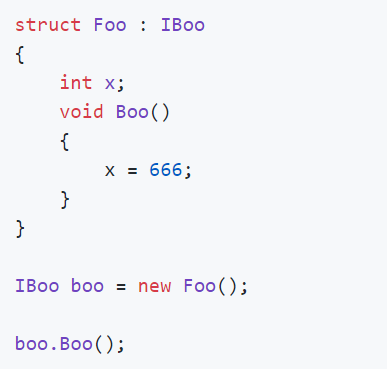 struct Foo : IBoo
{
    int x;
    void Boo()
    {
        x = 666;
    }
}

IBoo boo = new Foo();

boo.Boo();